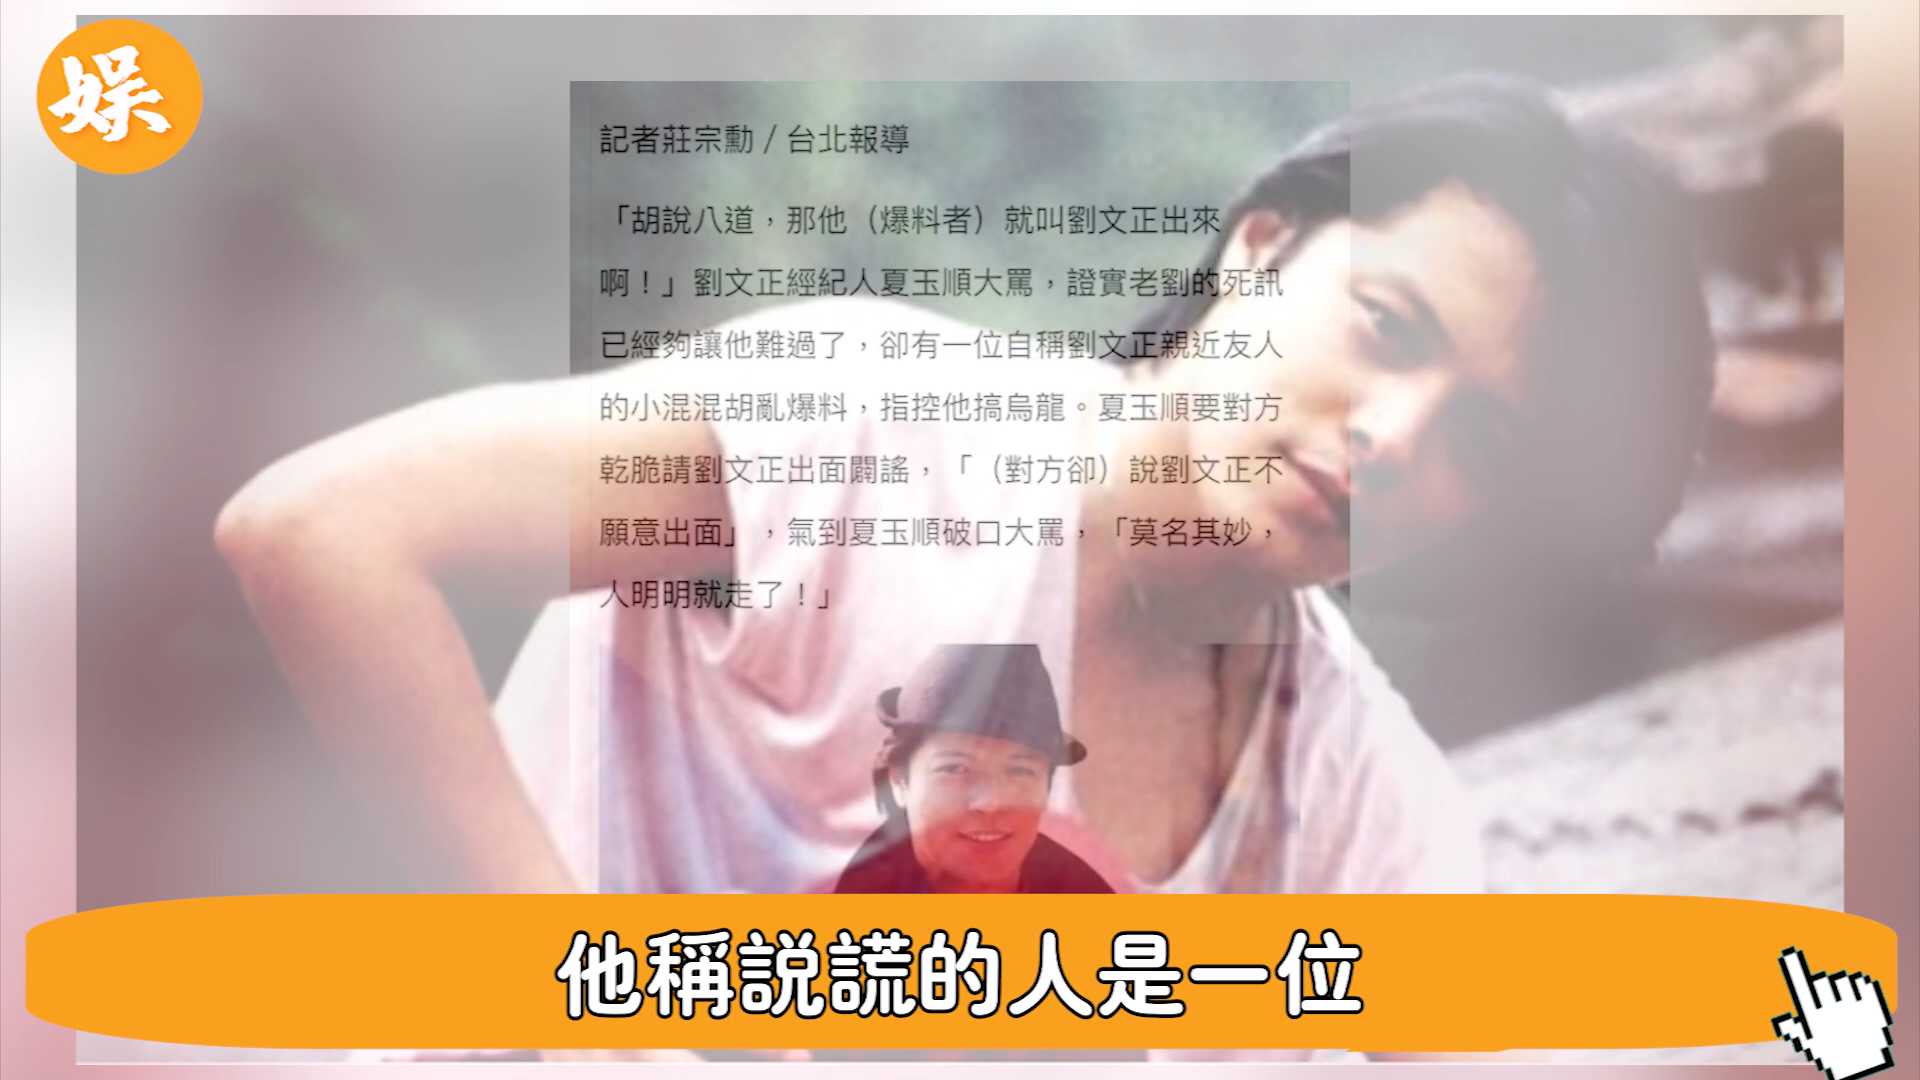 娱
記者莊宗勳 / 台北報導
「胡說八道，那他（爆料者）就叫劉文正出來
啊！」劉文正經紀人夏玉順大罵，證實老劉的死訊
已經夠讓他難過了，卻有一位自稱劉文正親近友人
的小混混胡亂爆料，指控他搞烏龍。夏玉順要對方
乾脆請劉文正出面闢謠，「（對方卻）說劉文正不
願意出面」，氣到夏玉順破口大罵，「莫名其妙，
人明明就走了！」
他稱説謊的人是一位